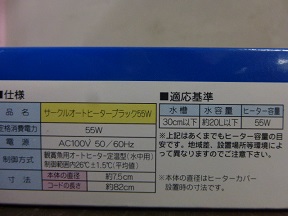 ■仕様
品名 サークルオートヒーターブラック55W
定格消費電力 55W
電源 AC100V 50/60Hz
制御方式 観賞魚用オートヒーター定温型(水中用)
制御範囲内26℃±1.5℃(平均値)
寸法 本体の直径 約7.5cm
コードの長さ 約82cm
■適応基準
水槽 水容量 ヒーター容量
30cm以下 約20L以下 55W
※上記はあくまでもヒーター容量の目
安です。地域差、設置場所等環境によ
って異なりますのでご注意下さい。
※本体の直径はヒーターカバー
設置時の寸法です。